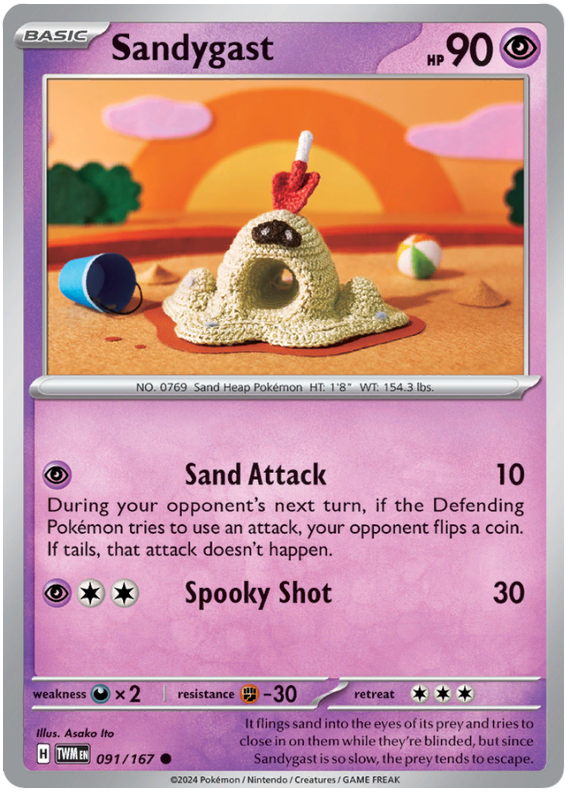 BASIC Sandygast HP 90
NO. 0769 Sand Heap Pokémon HT: 1'8" WT: 154.3 lbs.
Sand Attack 10
During your opponent's next turn, if the Defending
Pokémon tries to use an attack, your opponent flips a coin.
If tails, that attack doesn't happen.
Spooky Shot 30
weakness ×2 resistance -30 retreat
Illus. Asako Ito
H TWM EN 091/167
It flings sand into the eyes of its prey and tries to
close in on them while they're blinded, but since
Sandygast is so slow, the prey tends to escape.
©2024 Pokémon / Nintendo / Creatures / GAME FREAK